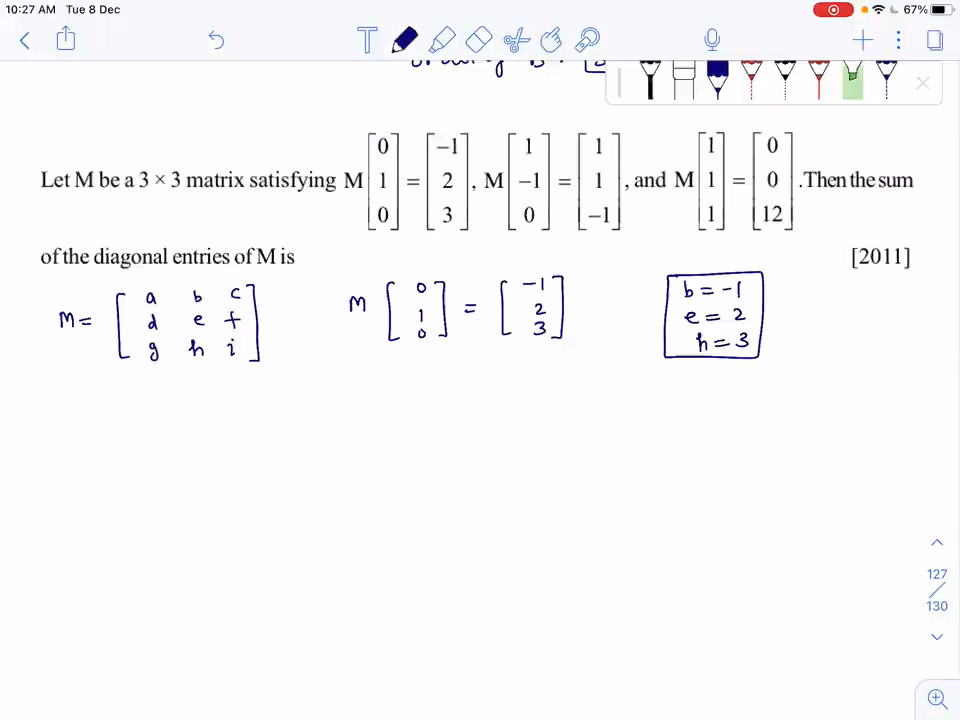 10:27 AM Tue 8 Dec
67%
T
Let M be a 3 × 3 matrix satisfying M [0 1 0] = [–1 2 3], M [1 –1 0] = [1 1 –1], and M [1 1 1] = [0 0 12]. Then the sum
of the diagonal entries of M is [2011]
M = [a b c
d e f
g h i]
M [0 1 0] = [-1 2 3]
b = -1
e = 2
h = 3
127
/
130